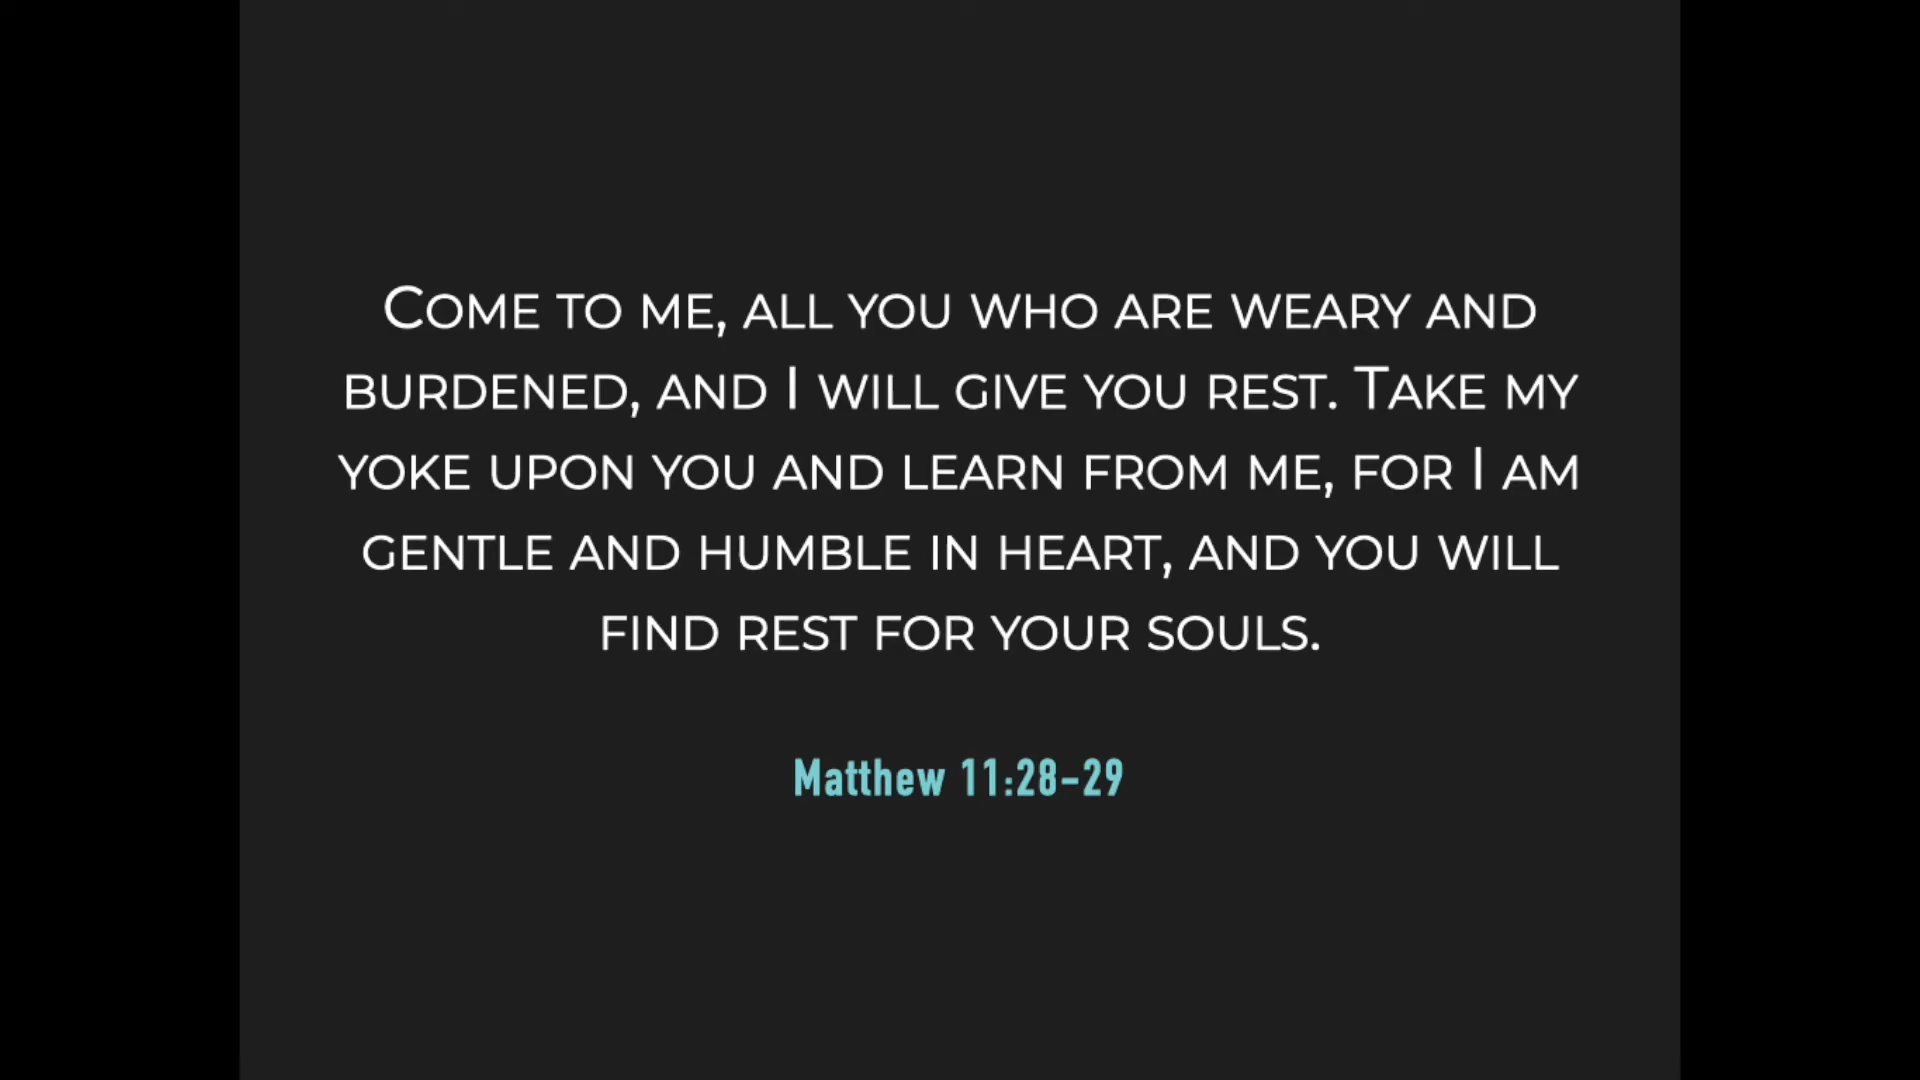 Come to me, all you who are weary and
burdened, and I will give you rest. Take my
yoke upon you and learn from me, for I am
gentle and humble in heart, and you will
find rest for your souls.
Matthew 11:28-29